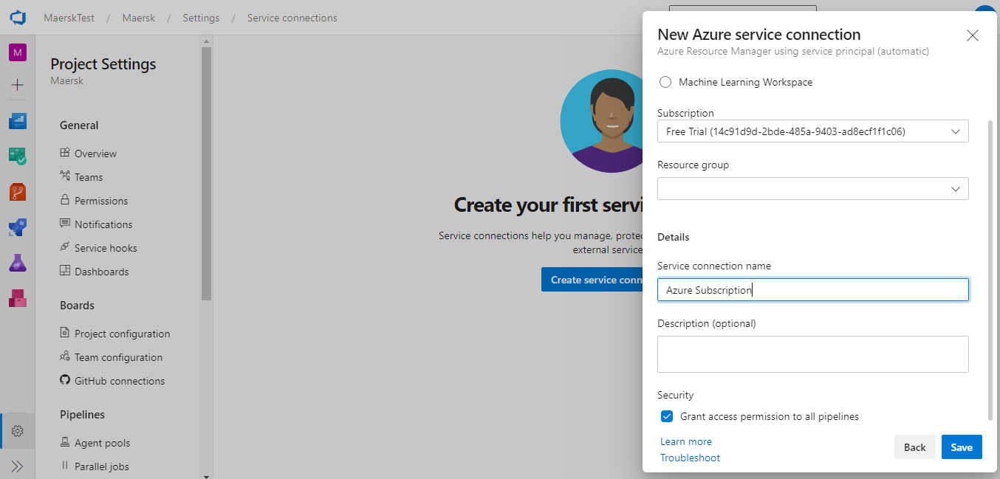 MaerskTest / Maersk / Settings / Service connections
M
Project Settings
Maersk
General
Overview
Teams
Permissions
Notifications
Service hooks
Dashboards
Boards
Project configuration
Team configuration
GitHub connections
Pipelines
Agent pools
Parallel jobs
Create your first servi
Service connections help you manage, protec
external service
Create service conn
New Azure service connection
Azure Resource Manager using service principal (automatic)
Machine Learning Workspace
Subscription
Free Trial (14c91d9d-2bde-485a-9403-ad8ecf1f1c06)
Resource group
Details
Service connection name
Azure Subscription
Description (optional)
Security
Grant access permission to all pipelines
Learn more
Troubleshoot
Back
Save